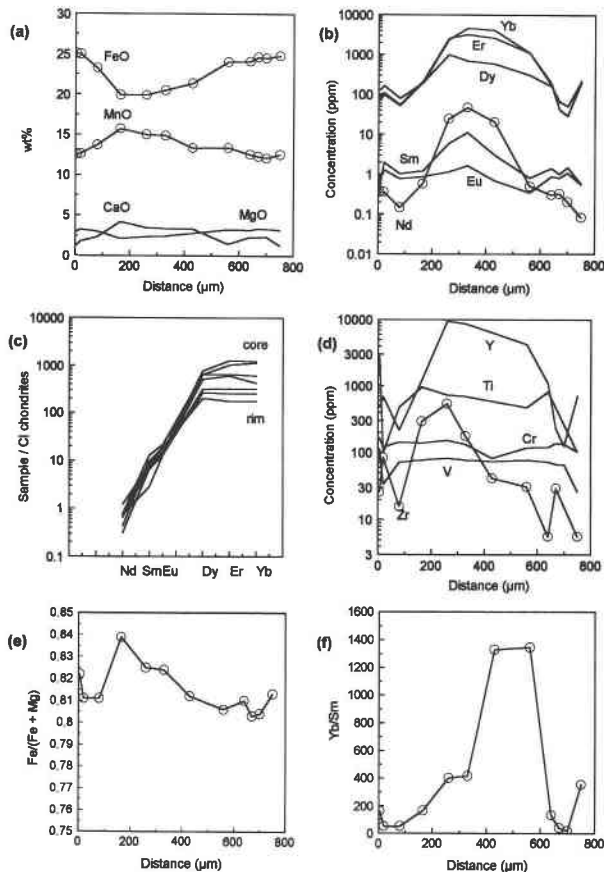 (a)
30
25
20
15
10
5
0
wt%
FeO
MnO
CaO
MgO
0 200 400 600 800
Distance (µm)
(b)
10000
1000
100
10
1
0.1
0.01
Concentration (ppm)
Yb
Er
Dy
Sm
Eu
Nd
0 200 400 600 800
Distance (µm)
(c)
10000
1000
100
10
1
0.1
Sample / CI chondrites
core
rim
Nd SmEu Dy Er Yb
(d)
10000
3000
1000
300
100
30
10
3
Concentration (ppm)
Y
Ti
Cr
V
Zr
0 200 400 600 800
Distance (µm)
(e)
0.85
0.84
0.83
0.82
0.81
0.8
0.79
0.78
0.77
0.76
0.75
Fe/(Fe + Mg)
0 200 400 600 800
Distance (µm)
(f)
1600
1400
1200
1000
800
600
400
200
0
Yb/Sm
0 200 400 600 800
Distance (µm)